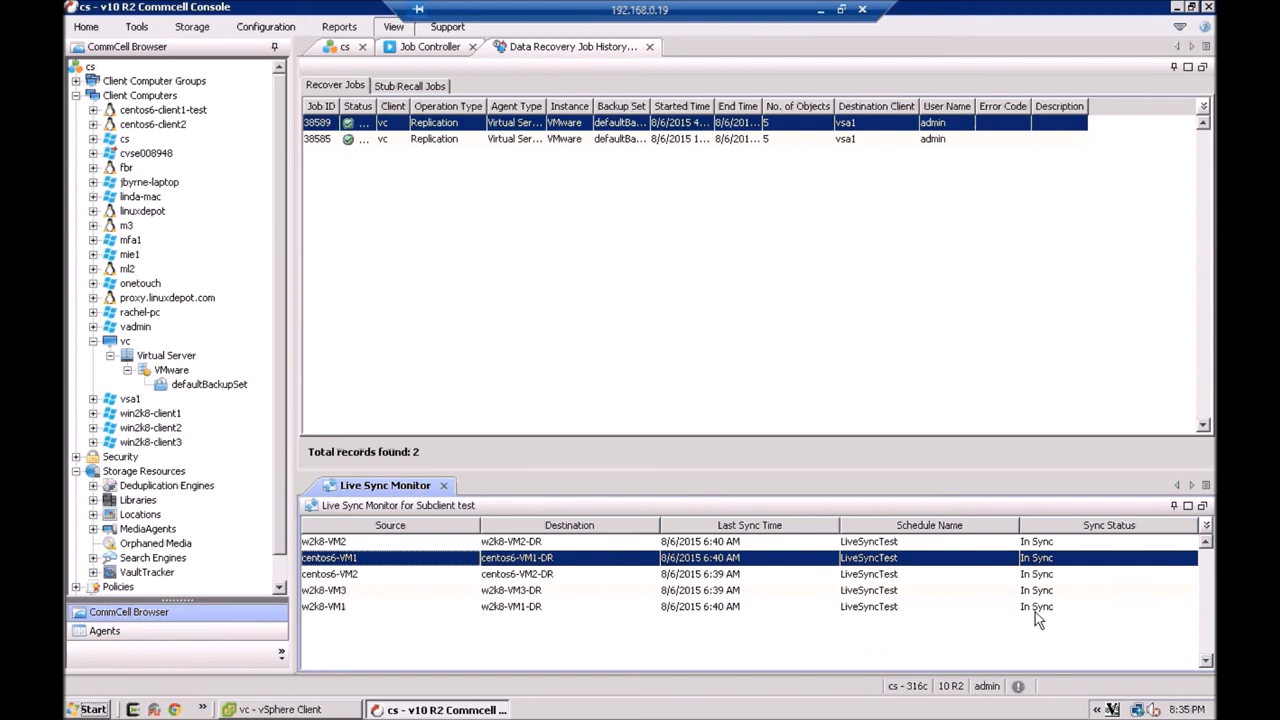 cs - v10 R2 Commcell Console
192.168.0.19
Home Tools Storage Configuration Reports View Support
CommCell Browser
cs
Client Computer Groups
Client Computers
centos6-client1-test
centos6-client2
cs
cvse008948
fbr
jbyrne-laptop
linda-mac
linuxdepot
m3
mfa1
mie1
ml2
onetouch
proxy.linuxdepot.com
rachel-pc
vadmin
vc
Virtual Server
VMware
defaultBackupSet
vsa1
win2k8-client1
win2k8-client2
win2k8-client3
Security
Storage Resources
Deduplication Engines
Libraries
Locations
MediaAgents
Orphaned Media
Search Engines
VaultTracker
Policies
CommCell Browser
Agents
cs Job Controller Data Recovery Job History...
Recover Jobs Stub Recall Jobs
Job ID Status Client Operation Type Agent Type Instance Backup Set Started Time End Time No. of Objects Destination Client User Name Error Code Description
38589 ... vc Replication Virtual Ser... VMware defaultBa... 8/6/2015 4... 8/6/201... 5 vsa1 admin
38585 ... vc Replication Virtual Ser... VMware defaultBa... 8/6/2015 1... 8/6/201... 5 vsa1 admin
Total records found: 2
Live Sync Monitor
Live Sync Monitor for Subclient test
Source Destination Last Sync Time Schedule Name Sync Status
w2k8-VM2 w2k8-VM2-DR 8/6/2015 6:40 AM LiveSyncTest In Sync
centos6-VM1 centos6-VM1-DR 8/6/2015 6:40 AM LiveSyncTest In Sync
centos6-VM2 centos6-VM2-DR 8/6/2015 6:39 AM LiveSyncTest In Sync
w2k8-VM3 w2k8-VM3-DR 8/6/2015 6:39 AM LiveSyncTest In Sync
w2k8-VM1 w2k8-VM1-DR 8/6/2015 6:40 AM LiveSyncTest In Sync
cs - 316c 10 R2 admin
Start vc - vSphere Client cs - v10 R2 Commcell ... 8:35 PM